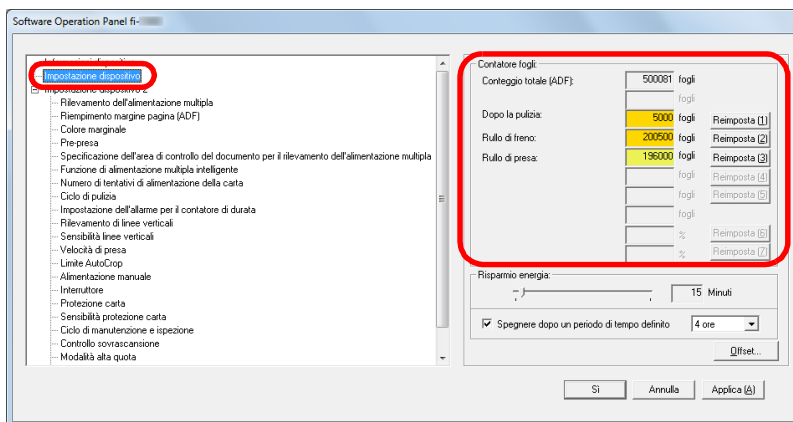 Software Operation Panel fi-
Impostazione dispositivo
Impostazione dispositivo 2
Rilevamento dell'alimentazione multipla
Riempimento margine pagina (ADF)
Colore marginale
Pre-presa
Specificazione dell'area di controllo del documento per il rilevamento dell'alimentazione multipla
Funzione di alimentazione multipla intelligente
Numero di tentativi di alimentazione della carta
Ciclo di pulizia
Impostazione dell'allarme per il contatore di durata
Rilevamento di linee verticali
Sensibilità linee verticali
Velocità di presa
Limite AutoCrop
Alimentazione manuale
Interruttore
Protezione carta
Sensibilità protezione carta
Ciclo di manutenzione e ispezione
Controllo sovrascansione
Modalità alta quota
Contatore fogli:
Conteggio totale (ADF): 500081 fogli
fogli
Dopo la pulizia: 5000 fogli Reimposta (1)
Rullo di freno: 200500 fogli Reimposta (2)
Rullo di presa: 196000 fogli Reimposta (3)
fogli Reimposta (4)
fogli Reimposta (5)
fogli
% Reimposta (6)
% Reimposta (7)
Risparmio energia:
15 Minuti
Spegnere dopo un periodo di tempo definito 4 ore
Offset...
Sì Annulla Applica (A)